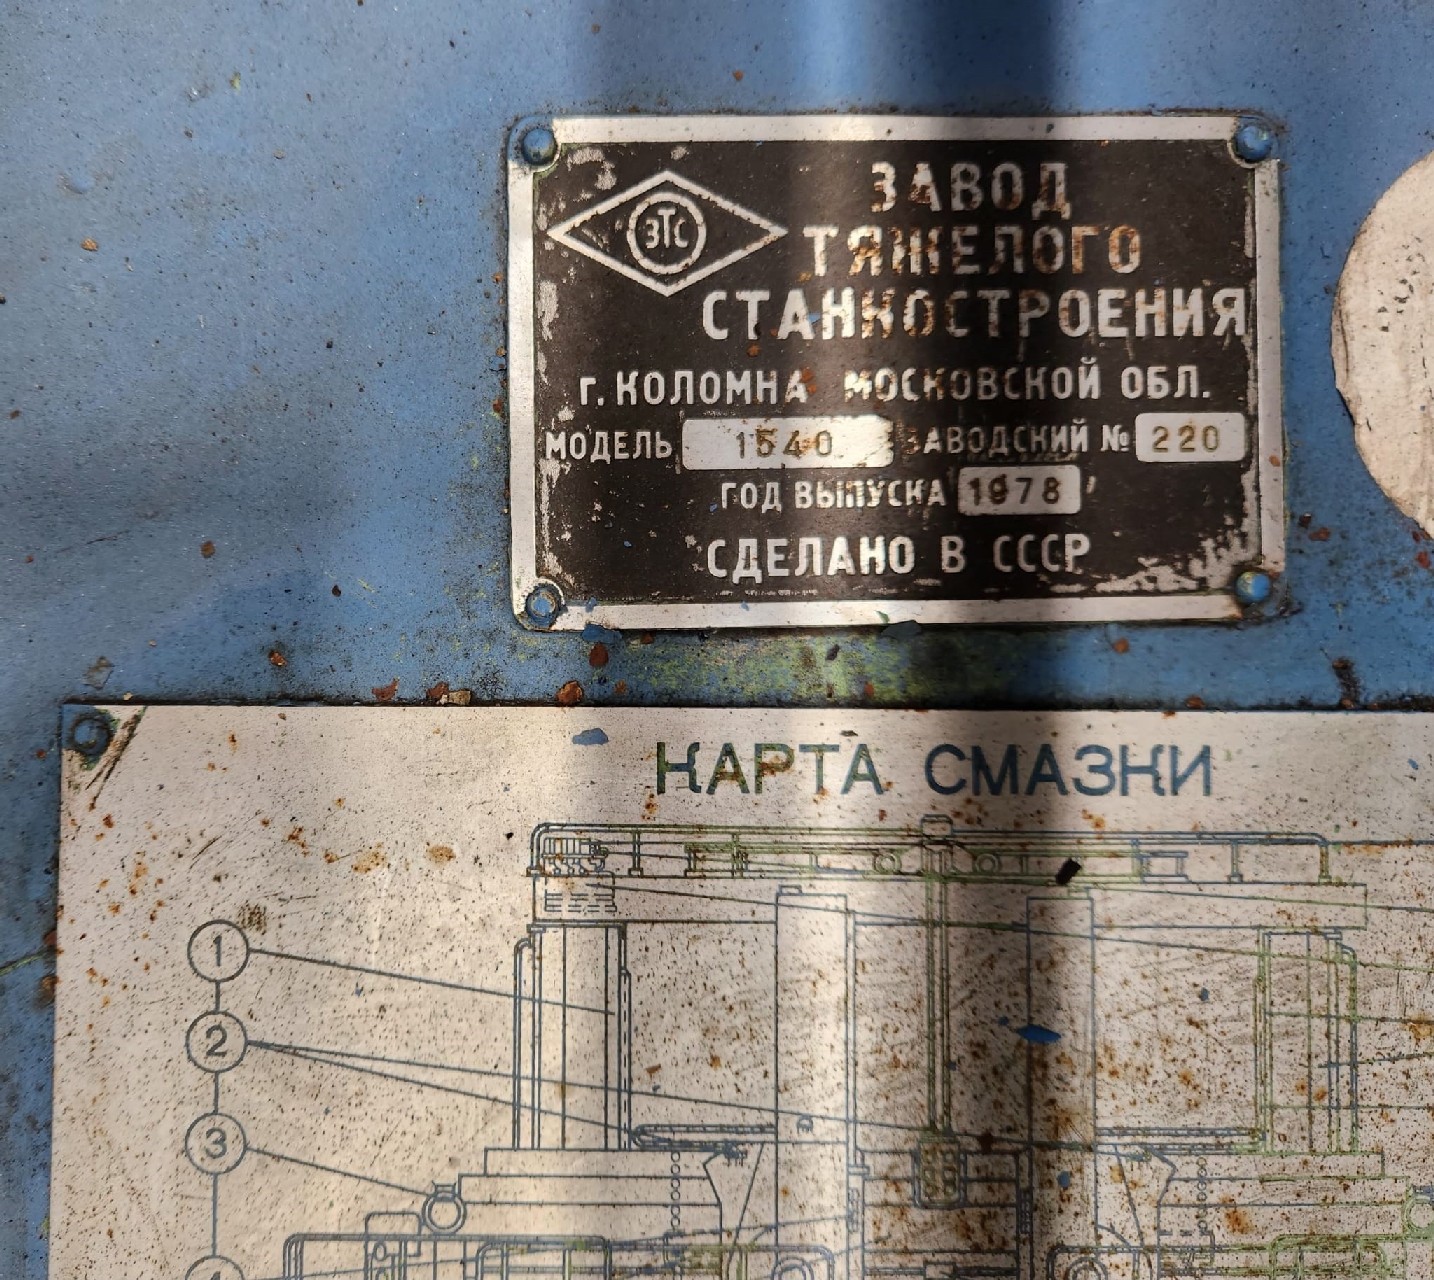 ЗТС
ЗАВОД
ТЯЖЕЛОГО
СТАНКОСТРОЕНИЯ
г. КОЛОМНА МОСКОВСКОЙ ОБЛ.
МОДЕЛЬ 1540 ЗАВОДСКИЙ № 220
ГОД ВЫПУСКА 1978
СДЕЛАНО В СССР
КАРТА СМАЗКИ
1
2
3
4